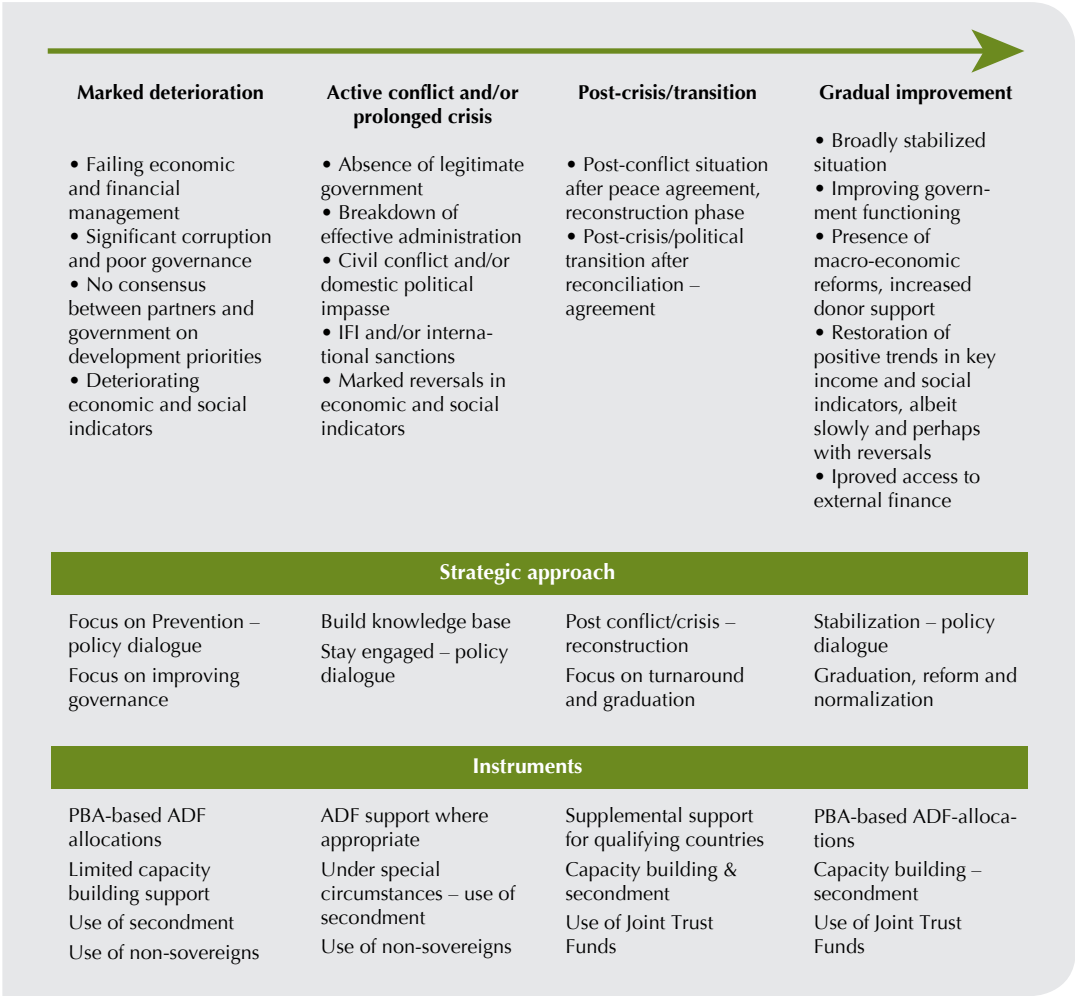 Marked deterioration
• Failing economic
and financial
management
• Significant corruption
and poor governance
• No consensus
between partners and
government on
development priorities
• Deteriorating
economic and social
indicators
Active conflict and/or
prolonged crisis
• Absence of legitimate
government
• Breakdown of
effective administration
• Civil conflict and/or
domestic political
impasse
• IFI and/or interna-
tional sanctions
• Marked reversals in
economic and social
indicators
Post-crisis/transition
• Post-conflict situation
after peace agreement,
reconstruction phase
• Post-crisis/political
transition after
reconciliation –
agreement
Gradual improvement
• Broadly stabilized
situation
• Improving govern-
ment functioning
• Presence of
macro-economic
reforms, increased
donor support
• Restoration of
positive trends in key
income and social
indicators, albeit
slowly and perhaps
with reversals
• Iproved access to
external finance
Strategic approach
Focus on Prevention –
policy dialogue
Focus on improving
governance
Build knowledge base
Stay engaged – policy
dialogue
Post conflict/crisis –
reconstruction
Focus on turnaround
and graduation
Stabilization – policy
dialogue
Graduation, reform and
normalization
Instruments
PBA-based ADF
allocations
Limited capacity
building support
Use of secondment
Use of non-sovereigns
ADF support where
appropriate
Under special
circumstances – use of
secondment
Use of non-sovereigns
Supplemental support
for qualifying countries
Capacity building &
secondment
Use of Joint Trust
Funds
PBA-based ADF-alloca-
tions
Capacity building –
secondment
Use of Joint Trust
Funds